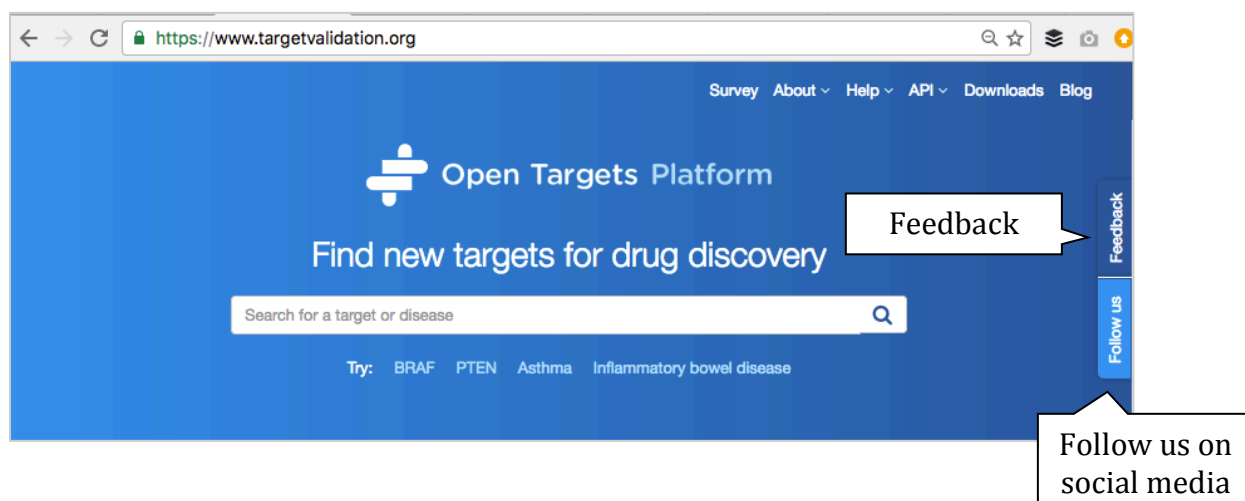 https://www.targetvalidation.org
Survey About Help API Downloads Blog
Open Targets Platform
Feedback
Feedback
Find new targets for drug discovery
Search for a target or disease
Follow us
Try: BRAF PTEN Asthma Inflammatory bowel disease
Follow us on
social media